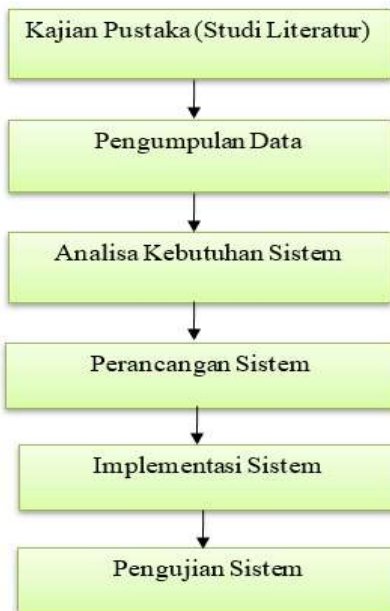 Kajian Pustaka (Studi Literatur)
Pengumpulan Data
Analisa Kebutuhan Sistem
Perancangan Sistem
Implementasi Sistem
Pengujian Sistem